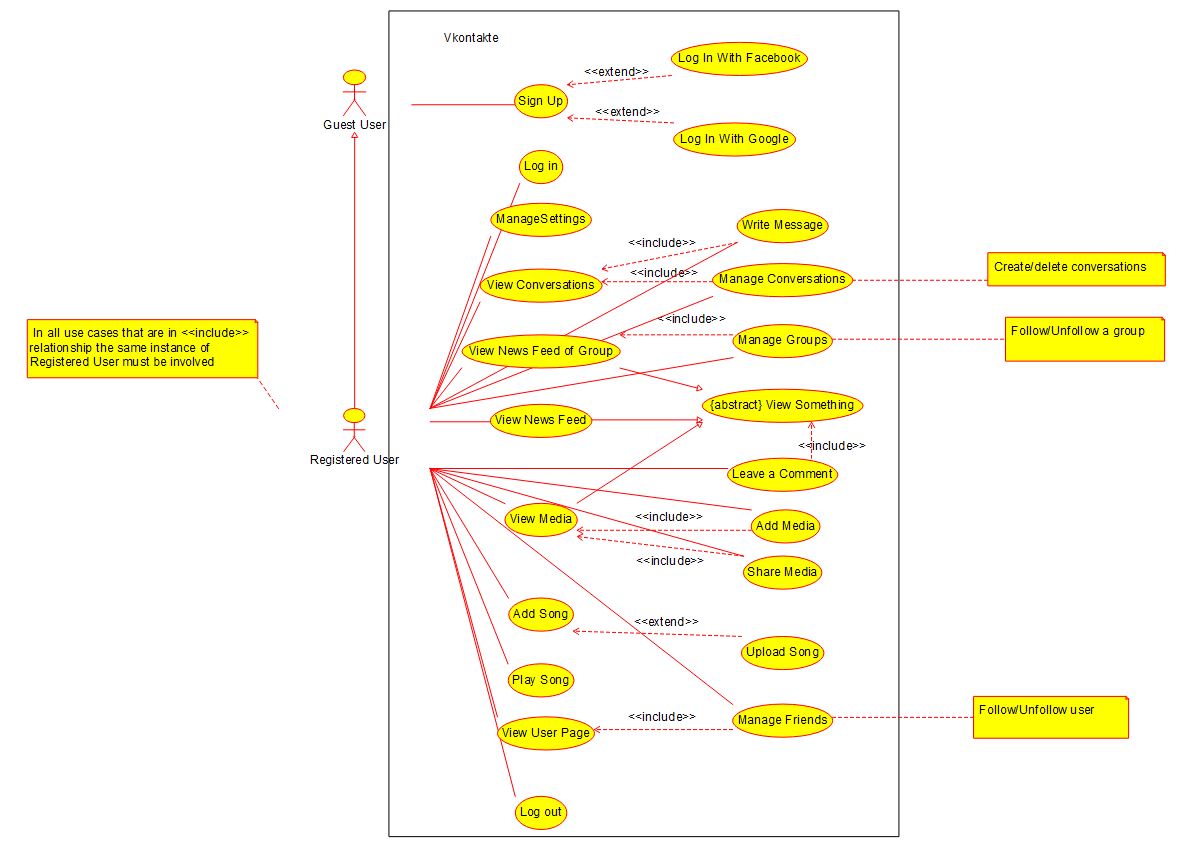 Vkontakte
Log In With Facebook
<<extend>>
Sign Up
<<extend>>
Guest User
Log In With Google
Log in
ManageSettings
Write Message
<<include>>
Create/delete conversations
<<include>>
Manage Conversations
View Conversations
<<include>>
Follow/Unfollow a group
In all use cases that are in <<include>>
relationship the same instance of
Registered User must be involved
Manage Groups
View News Feed of Group
{abstract} View Something
View News Feed
<<include>>
Registered User
Leave a Comment
<<include>>
View Media
Add Media
<<include>>
Share Media
Add Song
<<extend>>
Upload Song
Play Song
Follow/Unfollow user
<<include>>
Manage Friends
View User Page
Log out